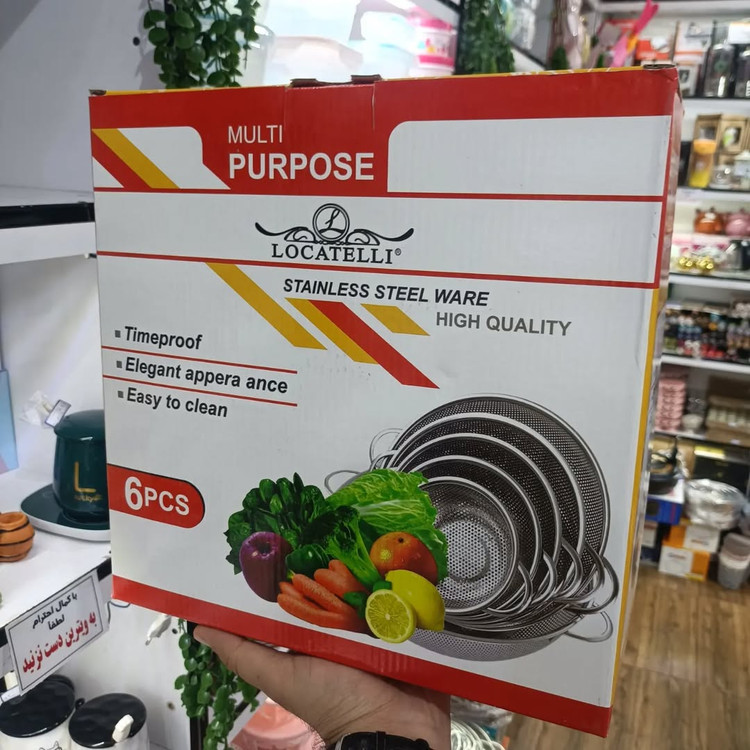 MULTI
PURPOSE
LOCATELLI®
STAINLESS STEEL WARE
HIGH QUALITY
Timeproof
Elegant appera ance
Easy to clean
6PCS
با کمال احترام
لطفا
به ویترین دست نزنید